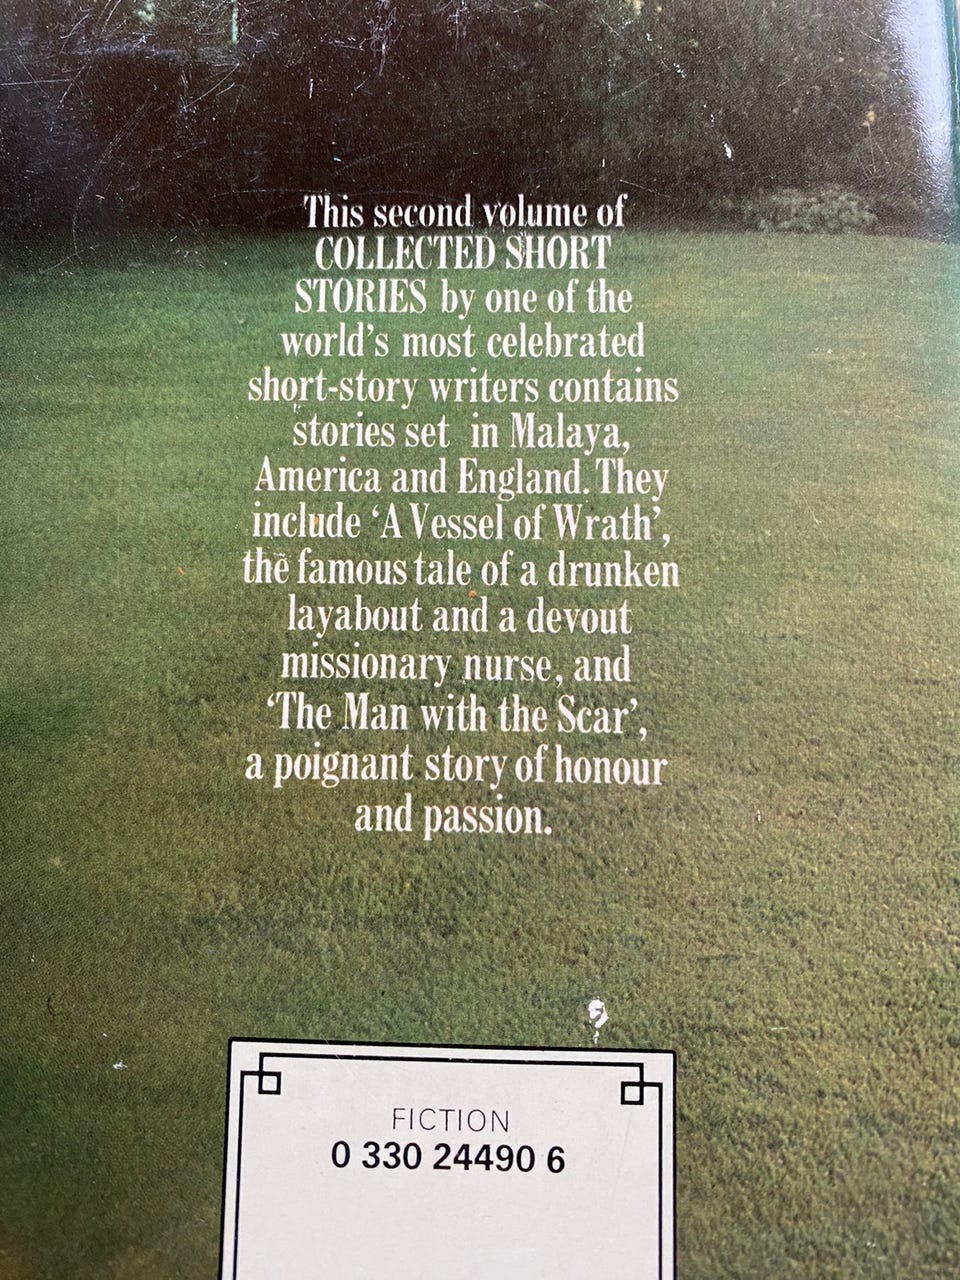 This second volume of
COLLECTED SHORT
STORIES by one of the
world's most celebrated
short-story writers contains
stories set in Malaya,
America and England. They
include ‘A Vessel of Wrath’,
the famous tale of a drunken
layabout and a devout
missionary nurse, and
‘The Man with the Scar’,
a poignant story of honour
and passion.
FICTION
0 330 24490 6